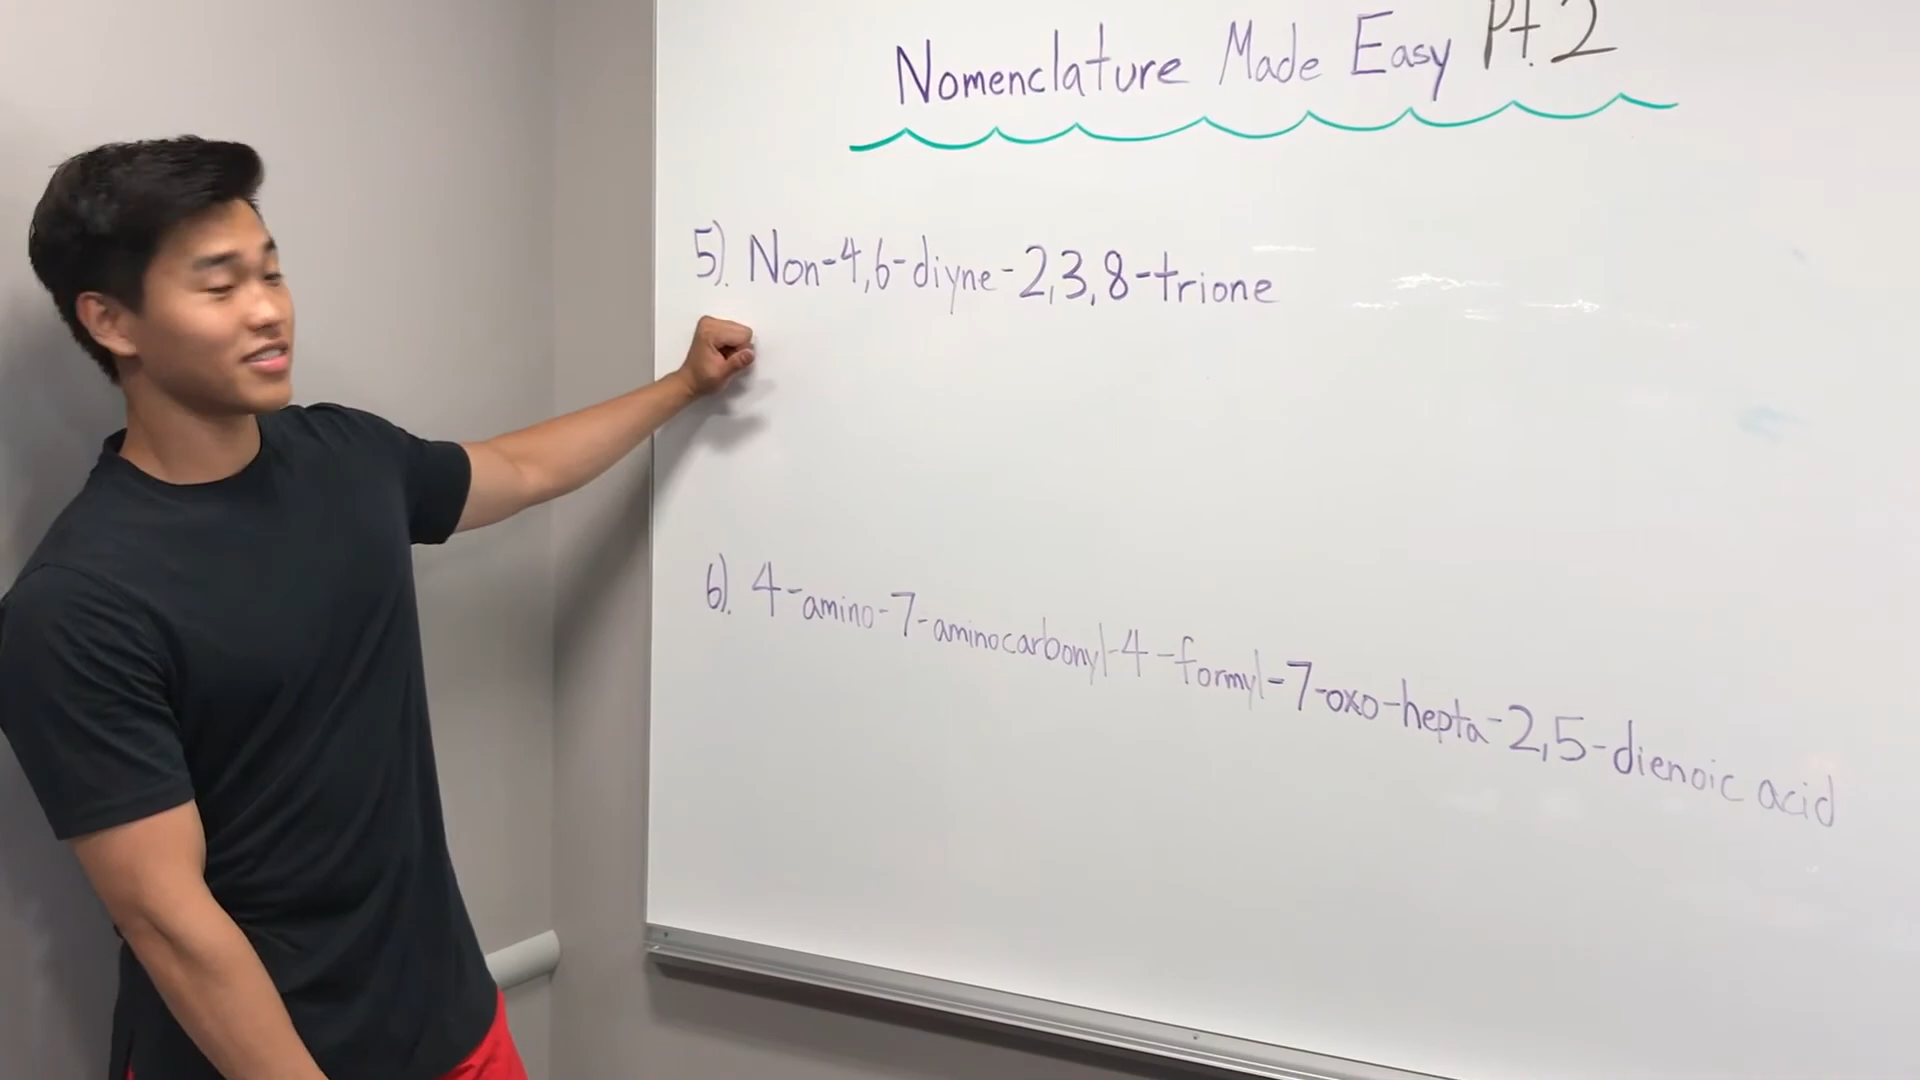 Nomenclature Made Easy Pt. 2
5). Non-4,6-diyne-2,3,8-trione
6). 4-amino-7-aminocarbonyl-4-formyl-7-oxo-hepta-2,5-dienoic acid